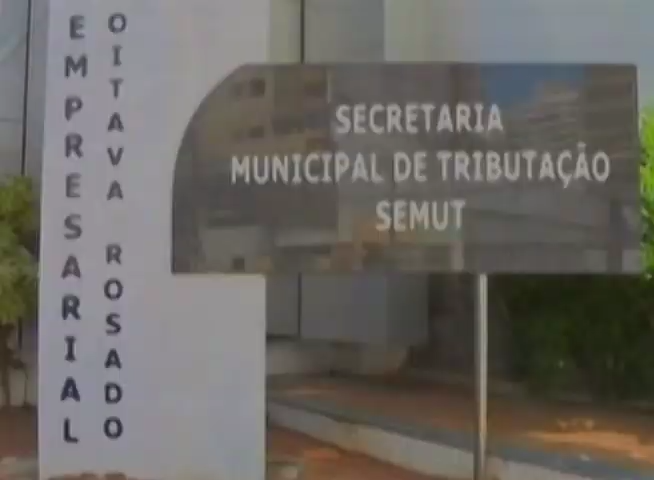 EMPRESARIAL
OITAVA ROSADO
SECRETARIA
MUNICIPAL DE TRIBUTAÇÃO
SEMUT